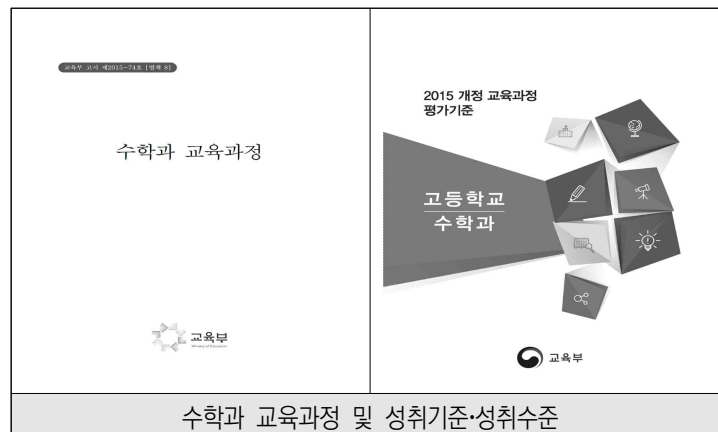 교육부 고시 제2015-74호 [별책 8]
수학과 교육과정
교육부
Ministry of Education
2015 개정 교육과정
평가기준
고등학교
수학과
교육부
수학과 교육과정 및 성취기준·성취수준